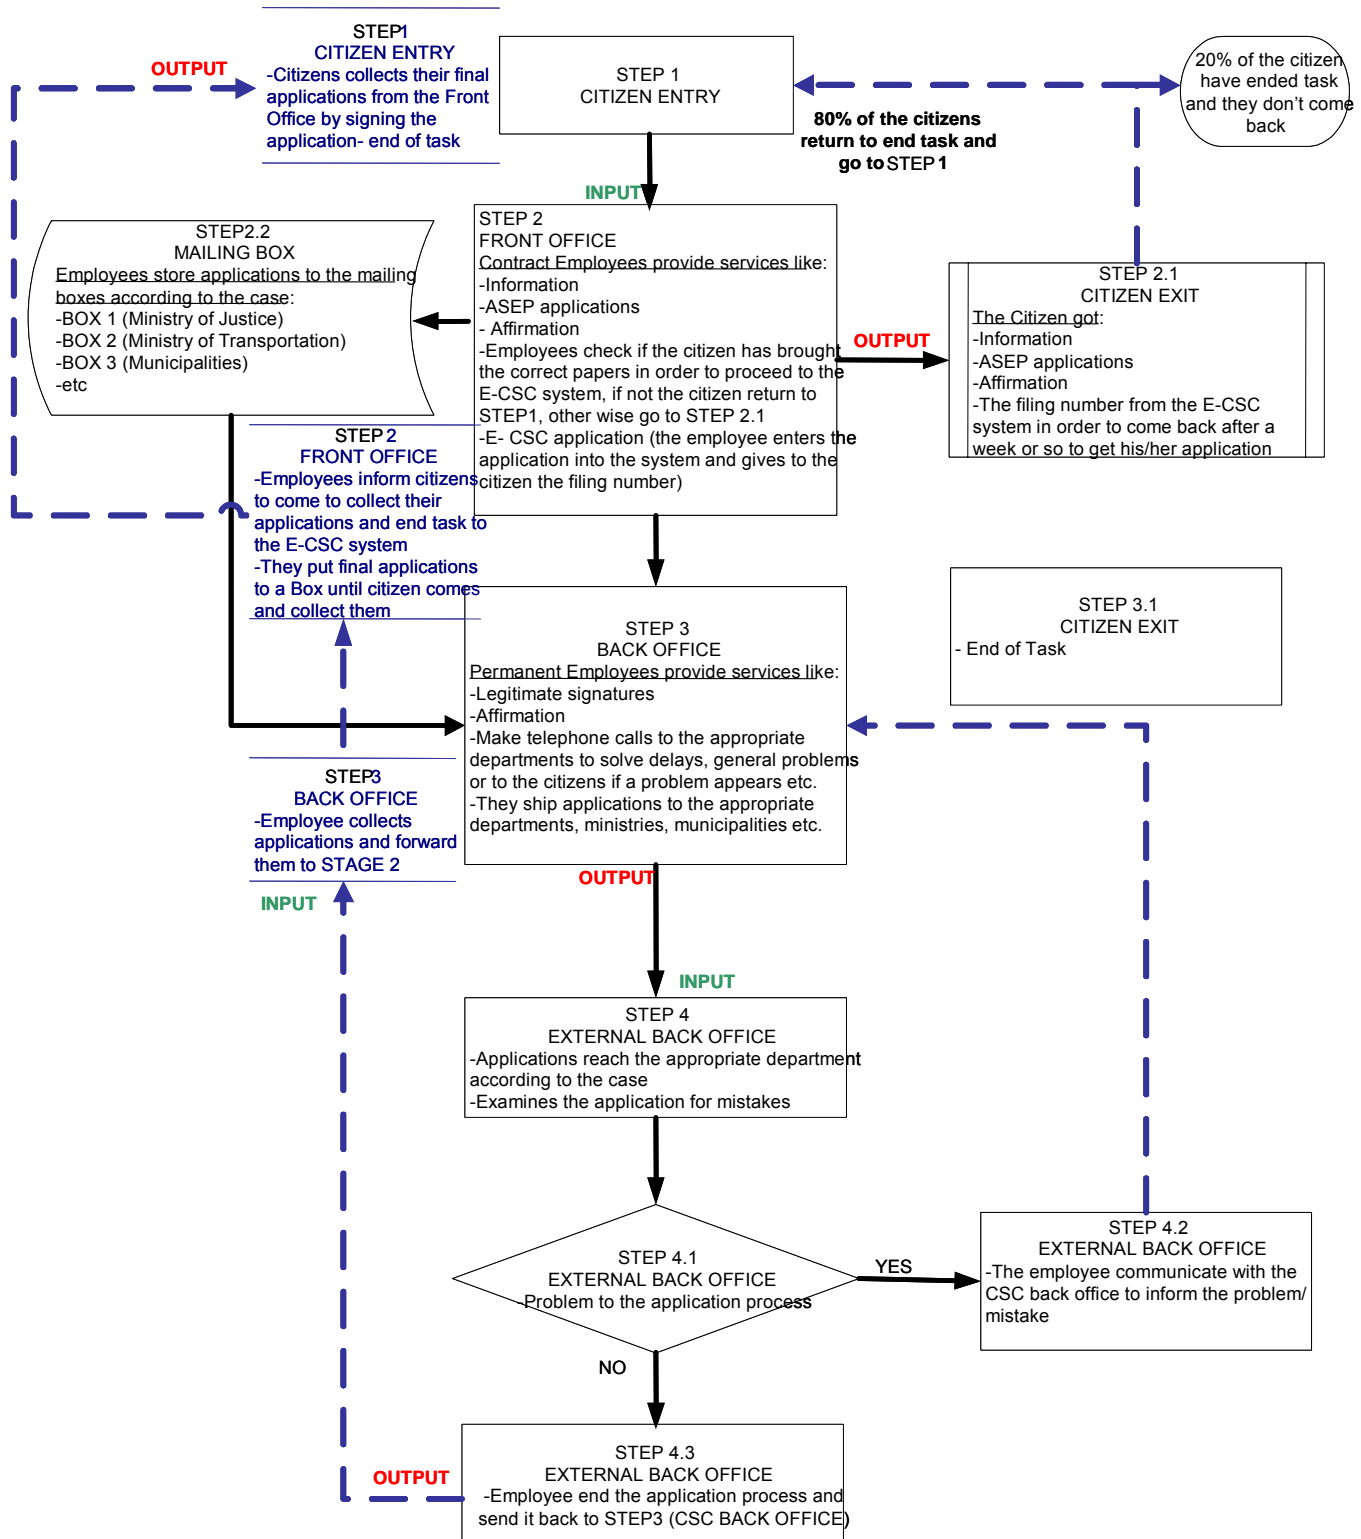 STEP1
CITIZEN ENTRY
-Citizens collects their final
applications from the Front
Office by signing the
application- end of task
OUTPUT
STEP 1
CITIZEN ENTRY
20% of the citizen
have ended task
and they don't come
back
80% of the citizens
return to end task and
go to STEP 1
INPUT
STEP2.2
MAILING BOX
Employees store applications to the mailing
boxes according to the case:
-BOX 1 (Ministry of Justice)
-BOX 2 (Ministry of Transportation)
-BOX 3 (Municipalities)
-etc
STEP 2
FRONT OFFICE
Contract Employees provide services like:
-Information
-ASEP applications
- Affirmation
-Employees check if the citizen has brought
the correct papers in order to proceed to the
E-CSC system, if not the citizen return to
STEP1, other wise go to STEP 2.1
-E- CSC application (the employee enters the
application into the system and gives to the
citizen the filing number)
OUTPUT
STEP 2.1
CITIZEN EXIT
The Citizen got:
-Information
-ASEP applications
-Affirmation
-The filing number from the E-CSC
system in order to come back after a
week or so to get his/her application
STEP 2
FRONT OFFICE
-Employees inform citizens
to come to collect their
applications and end task to
the E-CSC system
-They put final applications
to a Box until citizen comes
and collect them
STEP 3
BACK OFFICE
Permanent Employees provide services like:
-Legitimate signatures
-Affirmation
-Make telephone calls to the appropriate
departments to solve delays, general problems
or to the citizens if a problem appears etc.
-They ship applications to the appropriate
departments, ministries, municipalities etc.
STEP 3.1
CITIZEN EXIT
- End of Task
STEP3
BACK OFFICE
-Employee collects
applications and forward
them to STAGE 2
INPUT
OUTPUT
INPUT
STEP 4
EXTERNAL BACK OFFICE
-Applications reach the appropriate department
according to the case
-Examines the application for mistakes
STEP 4.1
EXTERNAL BACK OFFICE
-Problem to the application process
YES
STEP 4.2
EXTERNAL BACK OFFICE
-The employee communicate with the
CSC back office to inform the problem/
mistake
NO
STEP 4.3
EXTERNAL BACK OFFICE
-Employee end the application process and
send it back to STEP3 (CSC BACK OFFICE)
OUTPUT